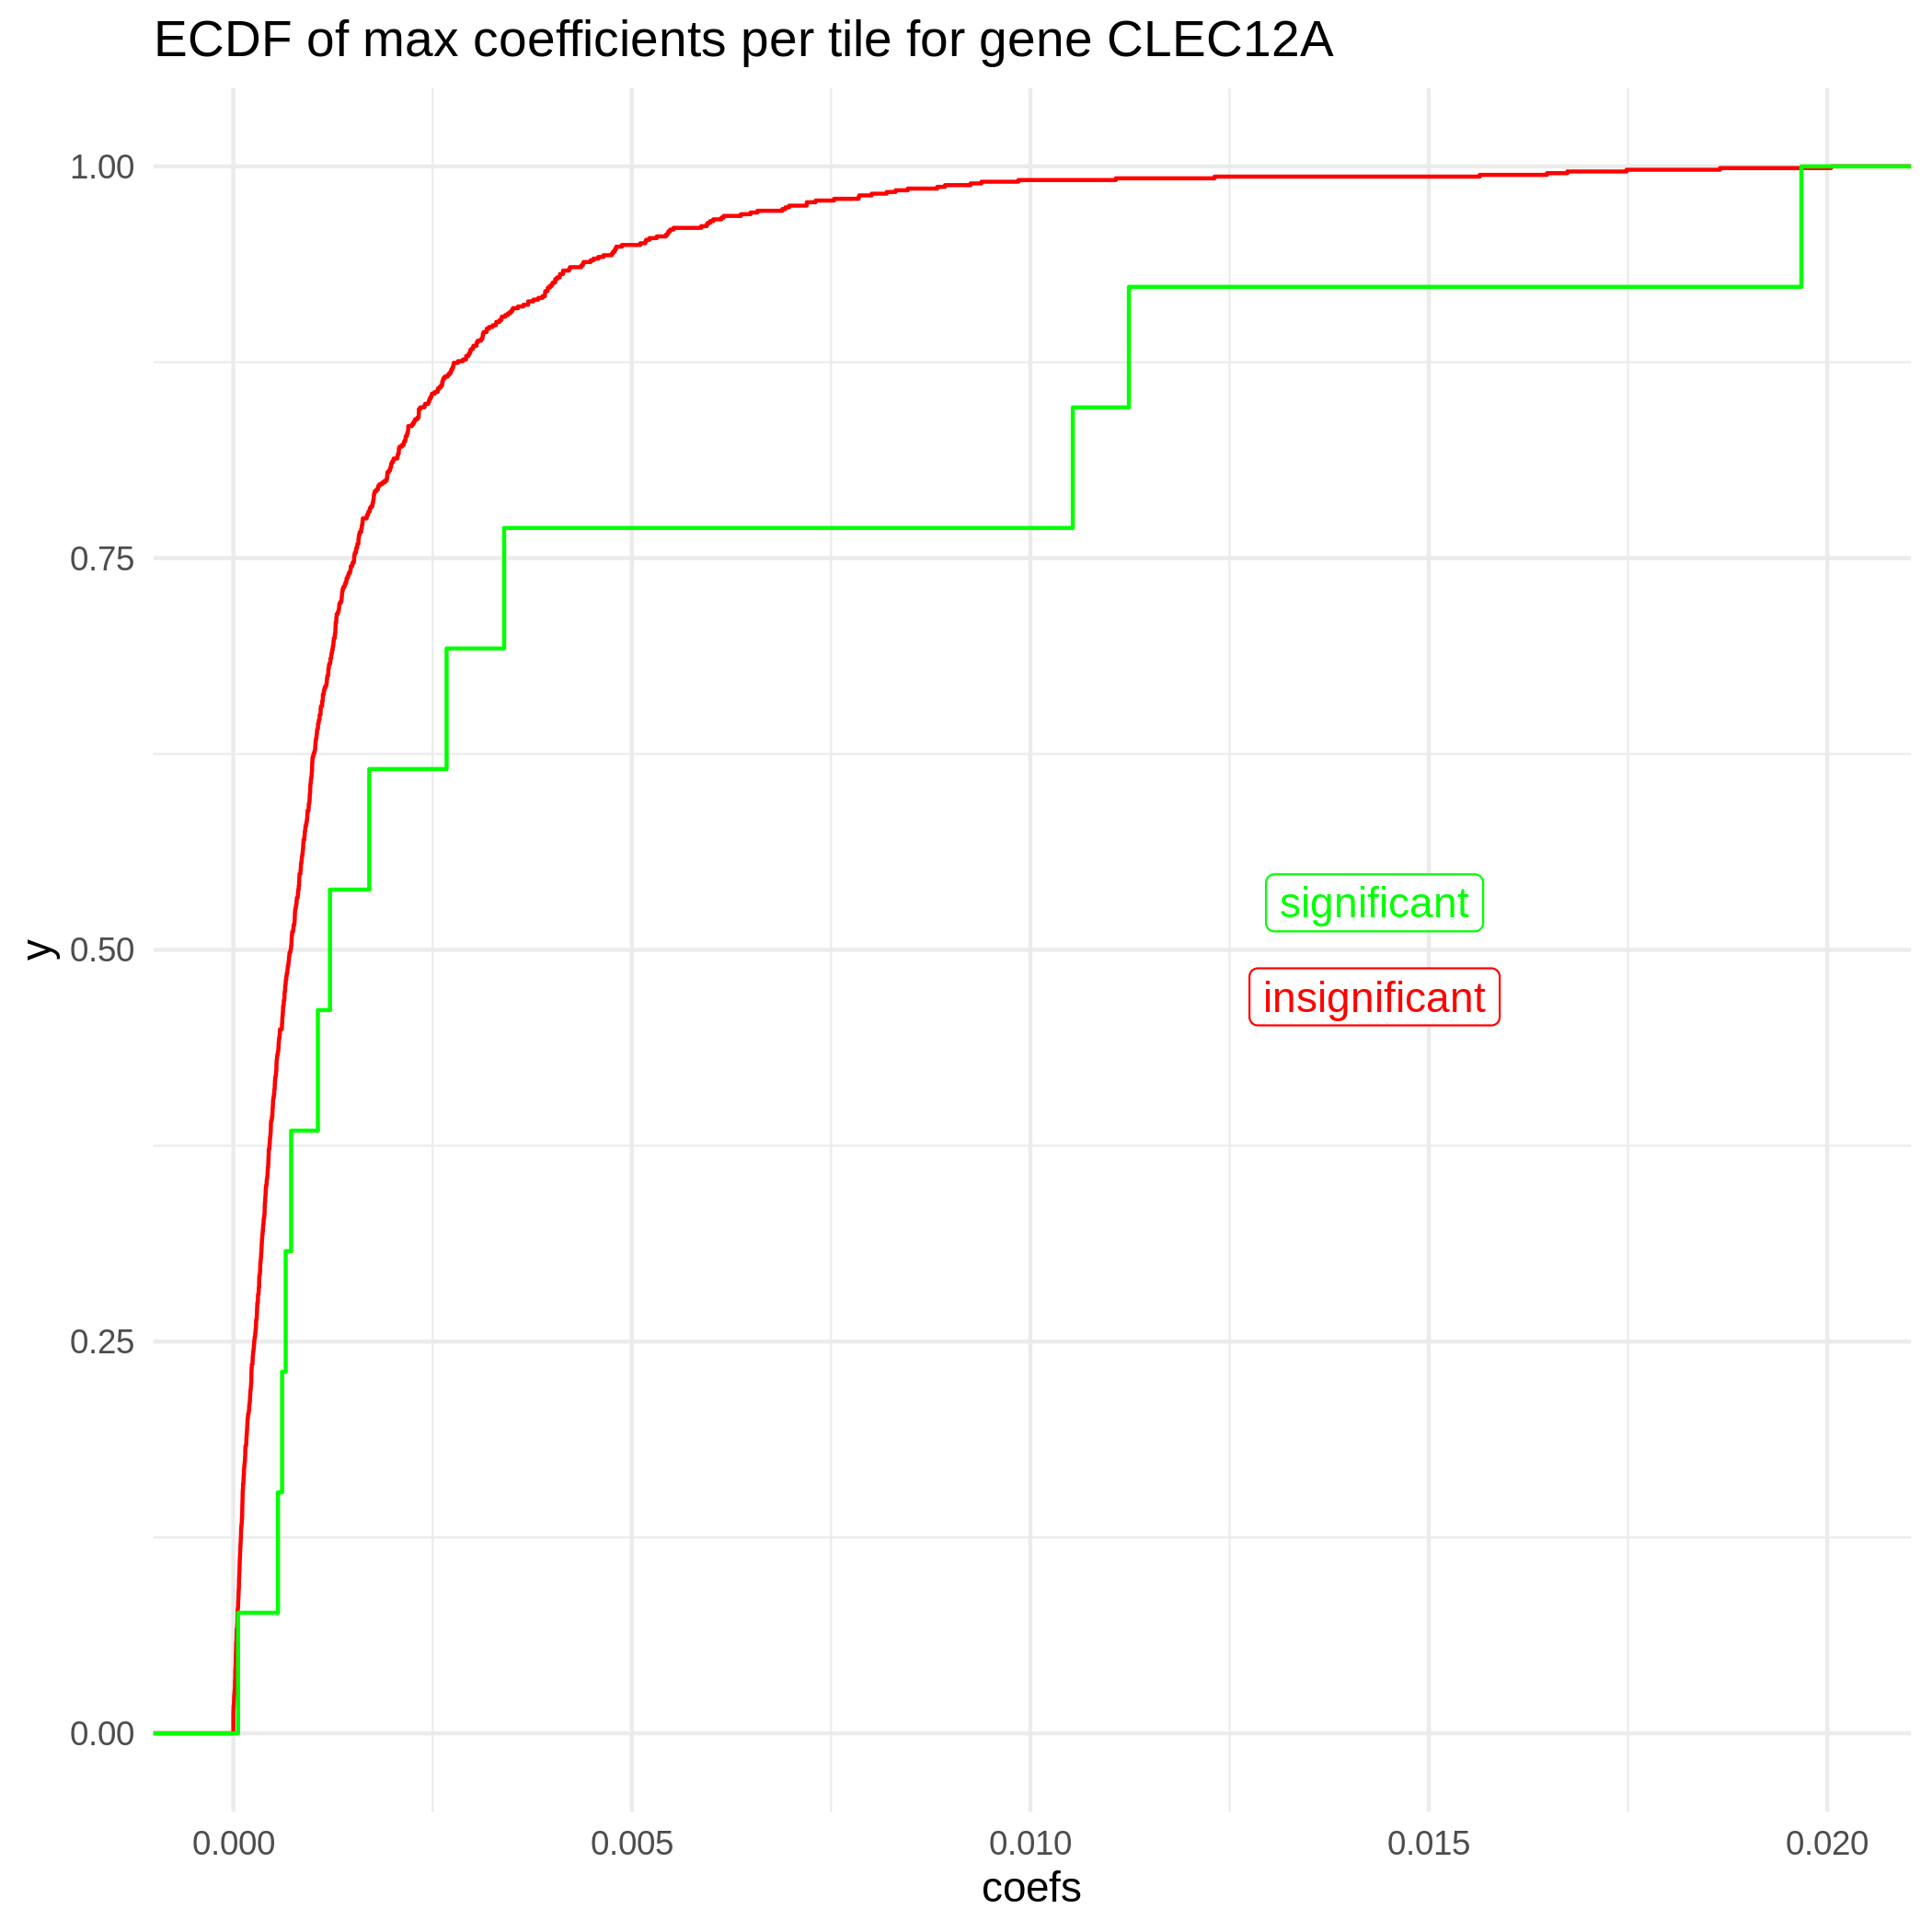 ECDF of max coefficients per tile for gene CLEC12A
1.00
0.75
0.50
0.25
0.00
y
significant
insignificant
0.000
0.005
0.010
0.015
0.020
coefs